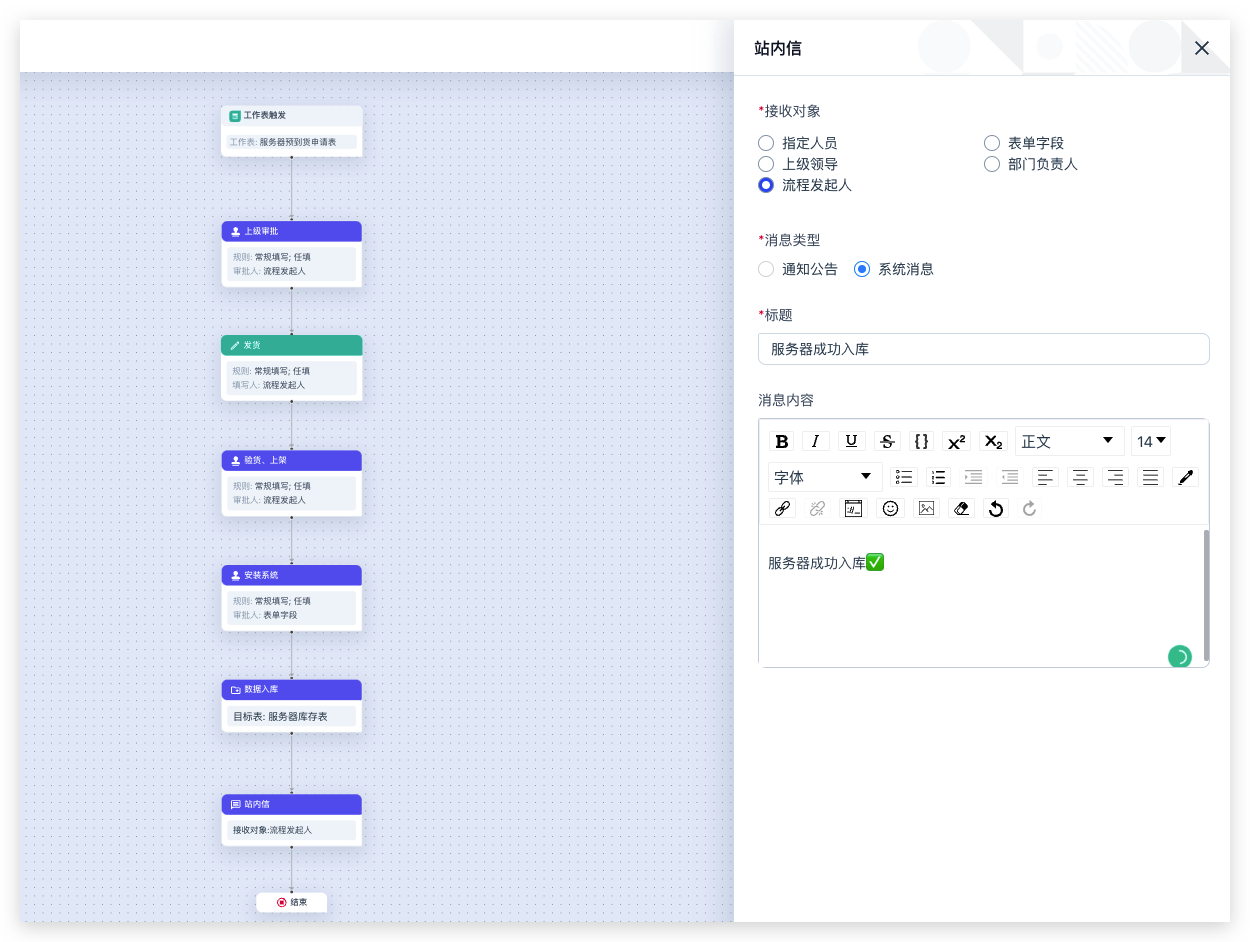 工作表触发
工作表: 服务器预到货申请表
上级审批
规则: 常规填写; 任填
审批人: 流程发起人
发货
规则: 常规填写; 任填
填写人: 流程发起人
验货、上架
规则: 常规填写; 任填
审批人: 流程发起人
安装系统
规则: 常规填写; 任填
审批人: 表单字段
数据入库
目标表: 服务器库存表
站内信
接收对象:流程发起人
结束
站内信
*接收对象
指定人员 表单字段
上级领导 部门负责人
流程发起人
*消息类型
通知公告 系统消息
*标题
服务器成功入库
消息内容
B I U S {} X² X₂ 正文 14
字体
服务器成功入库✅